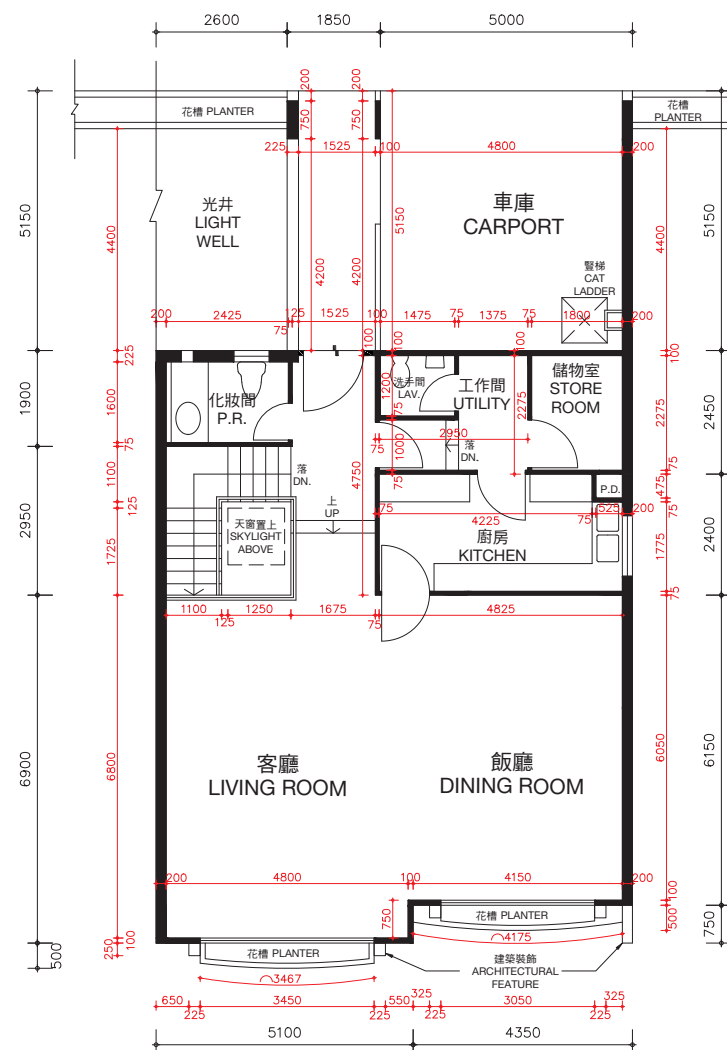 2600 1850 5000
200 200
花槽 PLANTER
花槽
PLANTER
750 750
225 1525 100 4800 200
光井
LIGHT
WELL
車庫
CARPORT
5150 4400 5150 4400 5150
4200 4200
豎梯
CAT
LADDER
200 2425 125 1525 100 1475 75 1375 75 1800 200
75
225 100 100 100 100
化妝間
P.R.
洗手間
LAV.
工作間
UTILITY
儲物室
STORE
ROOM
1900 1600 1200 2275 2275 2450
75 75
2950
75 1000
落
DN.
落
DN.
1100 4750 75 75 475
P.D.
上
UP
125 75 4225 75 525 200 75
天窗置上
SKYLIGHT
ABOVE
廚房
KITCHEN
2950 1725 1775 2400
75
1100 1250 1675 4825
125 75
客廳
LIVING ROOM
飯廳
DINING ROOM
6900 6800 6050 6150
200 4800 100 4150 200
100
750 500 750
花槽 PLANTER
4175
500 250 100
花槽 PLANTER
建築裝飾
ARCHITECTURAL
FEATURE
3467
650 3450 550 325 3050 325
225 225 225 225
5100 4350